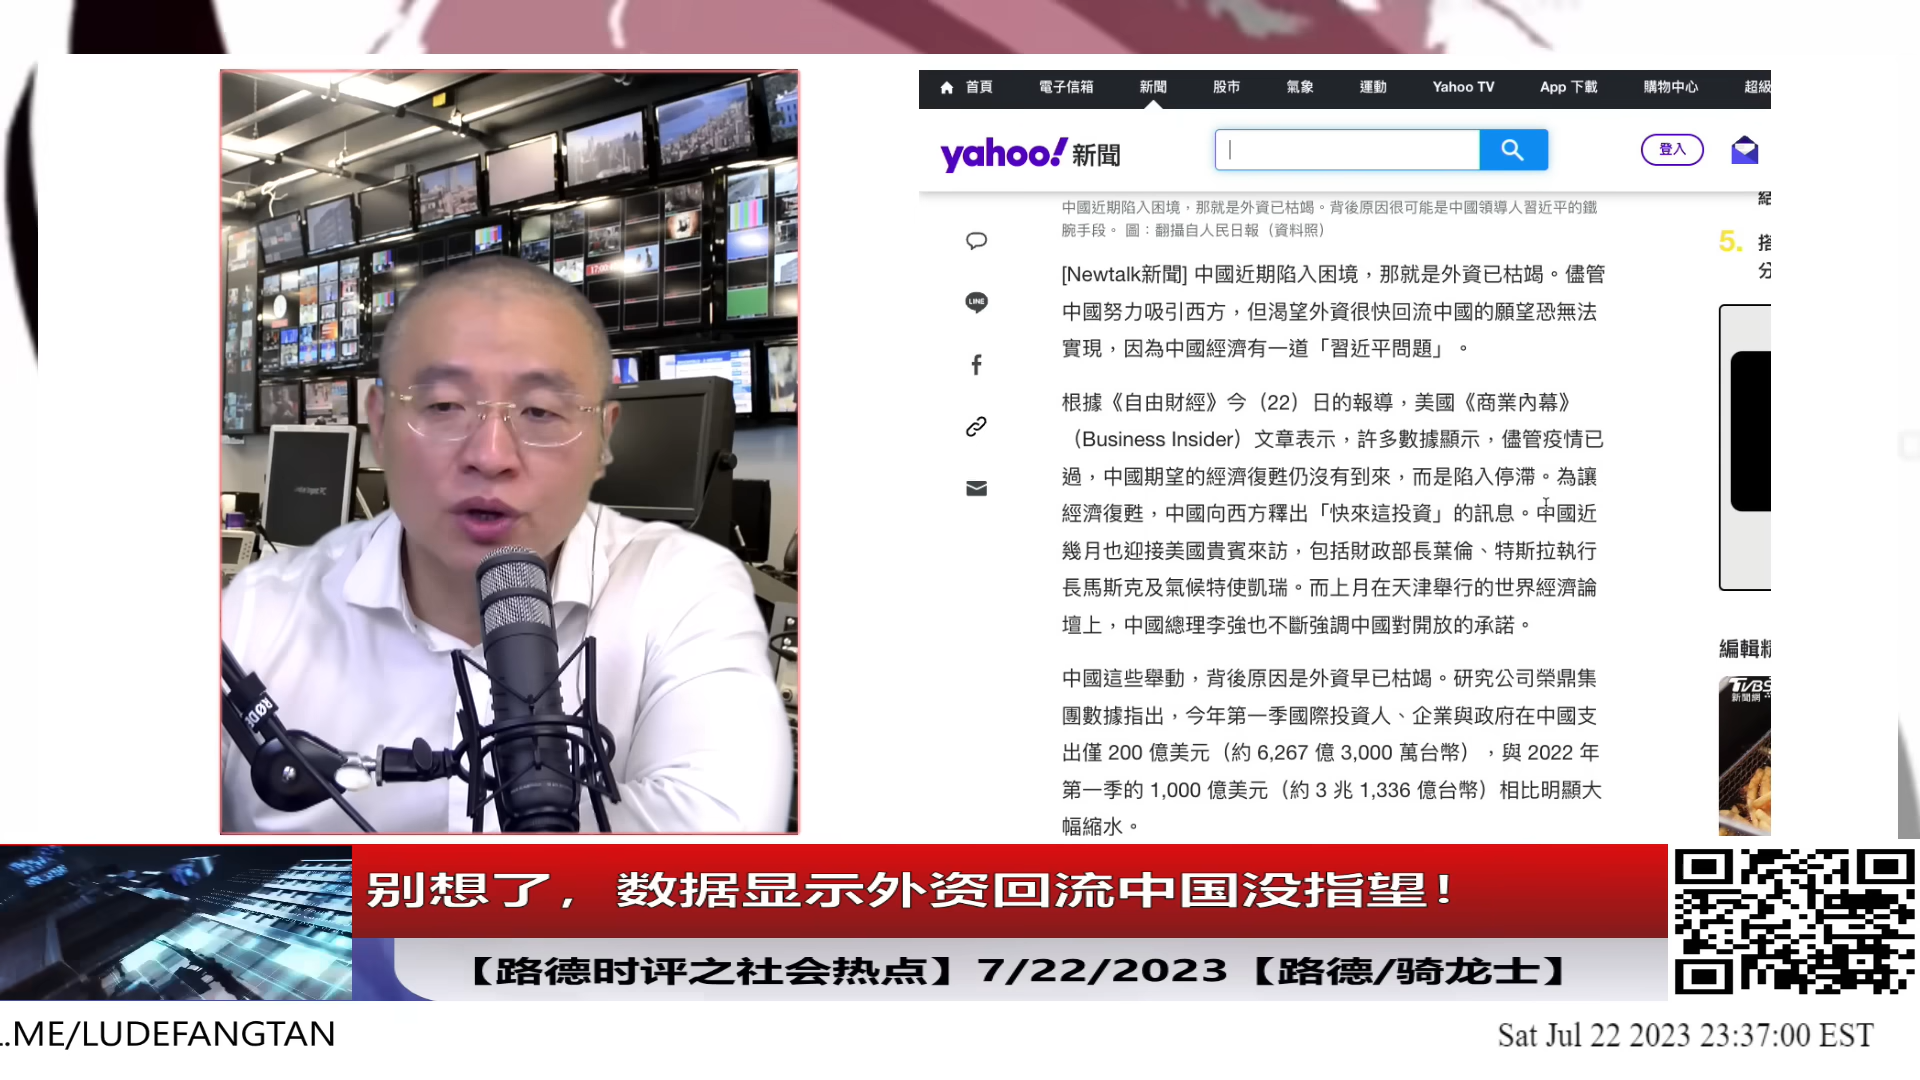 首頁 電子信箱 新聞 股市 氣象 運動 Yahoo TV App 下載 購物中心 超級
yahoo! 新聞
登入
中國近期陷入困境，那就是外資已枯竭。背後原因很可能是中國領導人習近平的鐵
腕手段。 圖：翻攝自人民日報（資料照）
[Newtalk新聞] 中國近期陷入困境，那就是外資已枯竭。儘管
中國努力吸引西方，但渴望外資很快回流中國的願望恐無法
實現，因為中國經濟有一道「習近平問題」。
根據《自由財經》今（22）日的報導，美國《商業內幕》
（Business Insider）文章表示，許多數據顯示，儘管疫情已
過，中國期望的經濟復甦仍沒有到來，而是陷入停滯。為讓
經濟復甦，中國向西方釋出「快來這投資」的訊息。中國近
幾月也迎接美國貴賓來訪，包括財政部長葉倫、特斯拉執行
長馬斯克及氣候特使凱瑞。而上月在天津舉行的世界經濟論
壇上，中國總理李強也不斷強調中國對開放的承諾。
中國這些舉動，背後原因是外資早已枯竭。研究公司榮鼎集
團數據指出，今年第一季國際投資人、企業與政府在中國支
出僅 200 億美元（約 6,267 億 3,000 萬台幣），與 2022 年
第一季的 1,000 億美元（約 3 兆 1,336 億台幣）相比明顯大
幅縮水。
LINE
5.
編輯精
TVBS
新聞網
17:00
RØDE
别想了，数据显示外资回流中国没指望！
【路德时评之社会热点】7/22/2023【路德/骑龙士】
.ME/LUDEFANGTAN
Sat Jul 22 2023 23:37:00 EST